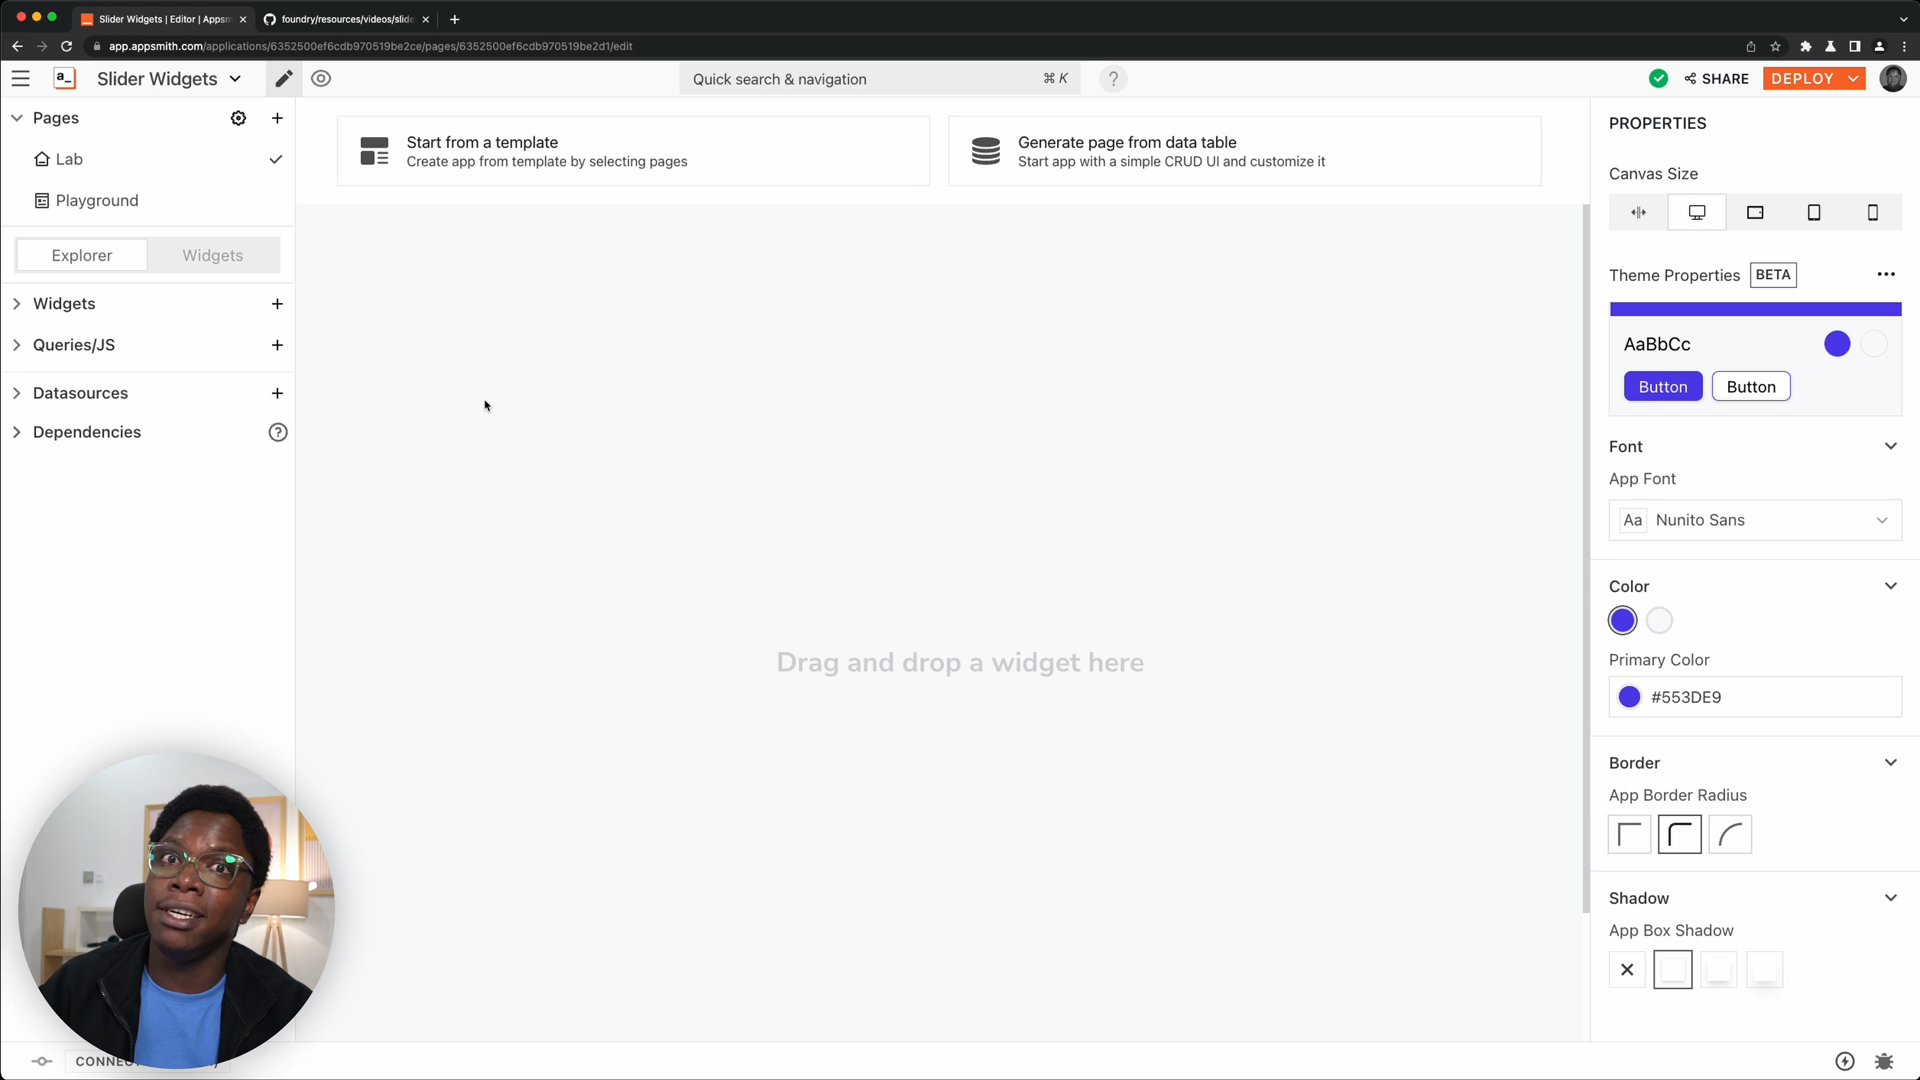 Slider Widgets | Editor | Appsm
foundry/resources/videos/slide
app.appsmith.com/applications/6352500ef6cdb970519be2ce/pages/6352500ef6cdb970519be2d1/edit
a_
Slider Widgets
Quick search & navigation
⌘ K
?
SHARE
DEPLOY
Pages
Lab
Playground
Explorer
Widgets
Widgets
Queries/JS
Datasources
Dependencies
?
Start from a template
Create app from template by selecting pages
Generate page from data table
Start app with a simple CRUD UI and customize it
Drag and drop a widget here
PROPERTIES
Canvas Size
Theme Properties
BETA
AaBbCc
Button
Button
Font
App Font
Aa
Nunito Sans
Color
Primary Color
#553DE9
Border
App Border Radius
Shadow
App Box Shadow